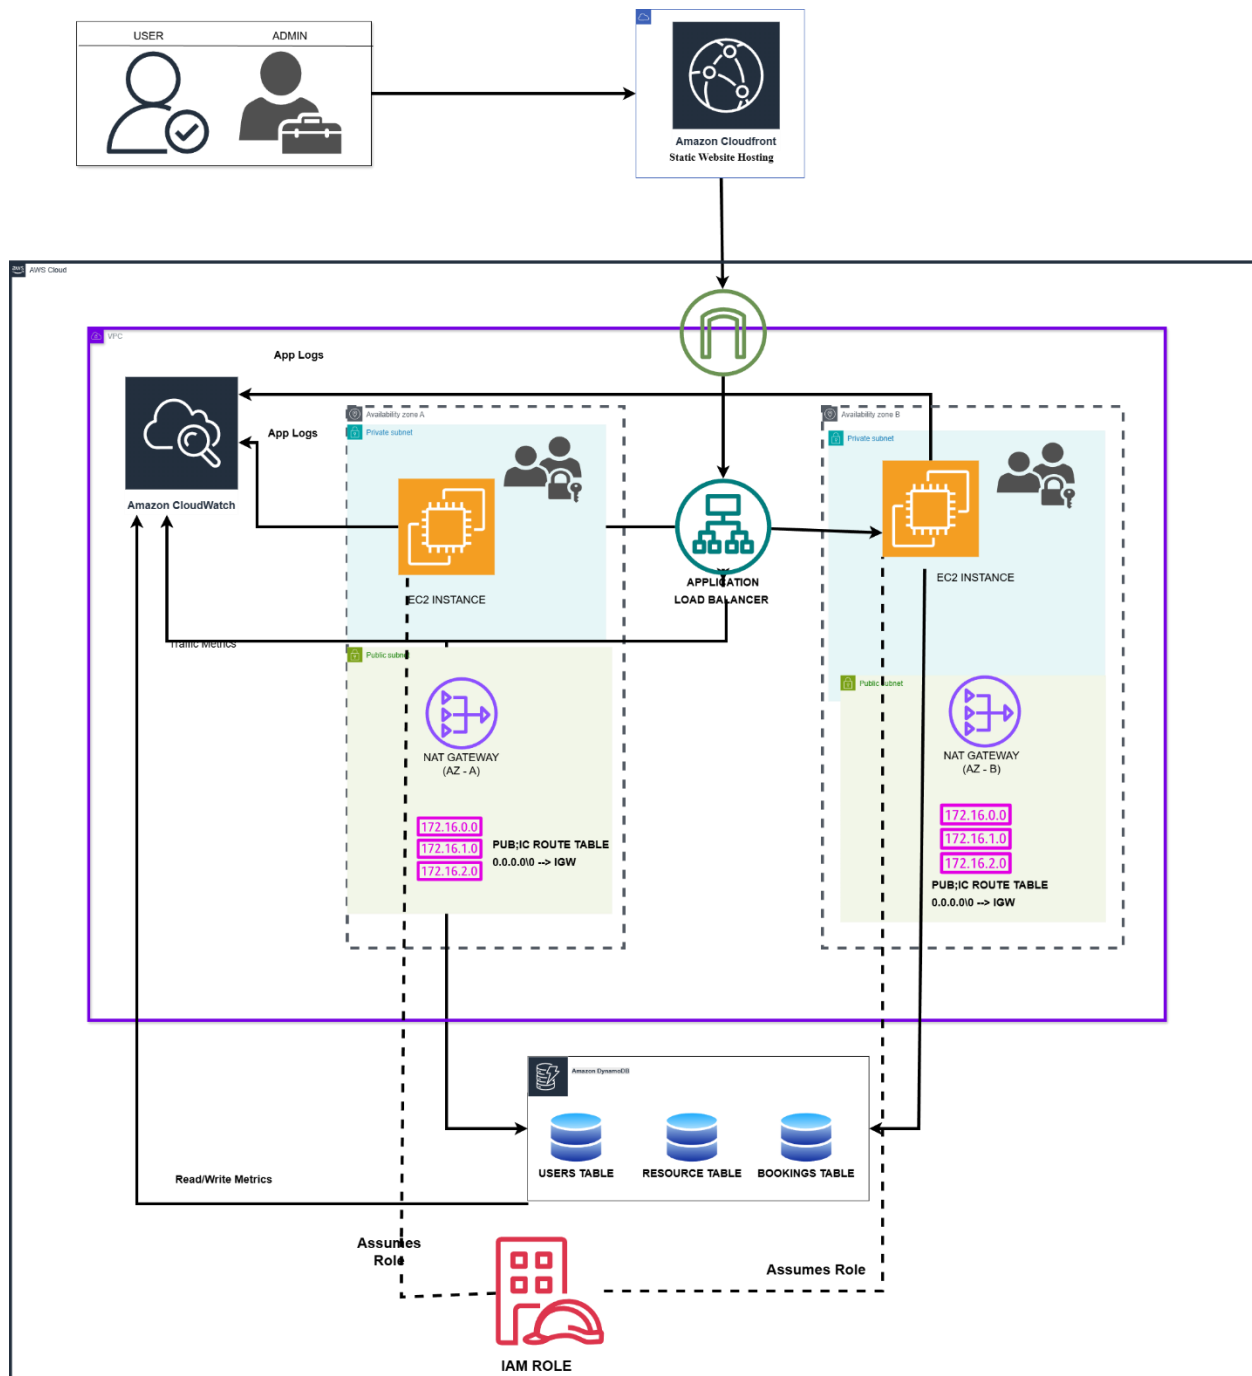 USER
ADMIN
Amazon Cloudfront
Static Website Hosting
aws
AWS Cloud
VPC
App Logs
Availability zone A
Availability zone B
App Logs
Private subnet
Private subnet
Amazon CloudWatch
EC2 INSTANCE
APPLICATION
LOAD BALANCER
EC2 INSTANCE
Traffic Metrics
Public subnet
Public subnet
NAT GATEWAY
(AZ - A)
NAT GATEWAY
(AZ - B)
172.16.0.0
172.16.1.0
172.16.2.0
PUB;IC ROUTE TABLE
0.0.0.0\0 --> IGW
172.16.0.0
172.16.1.0
172.16.2.0
PUB;IC ROUTE TABLE
0.0.0.0\0 --> IGW
Amazon DynamoDB
USERS TABLE
RESOURCE TABLE
BOOKINGS TABLE
Read/Write Metrics
Assumes
Role
Assumes Role
IAM ROLE